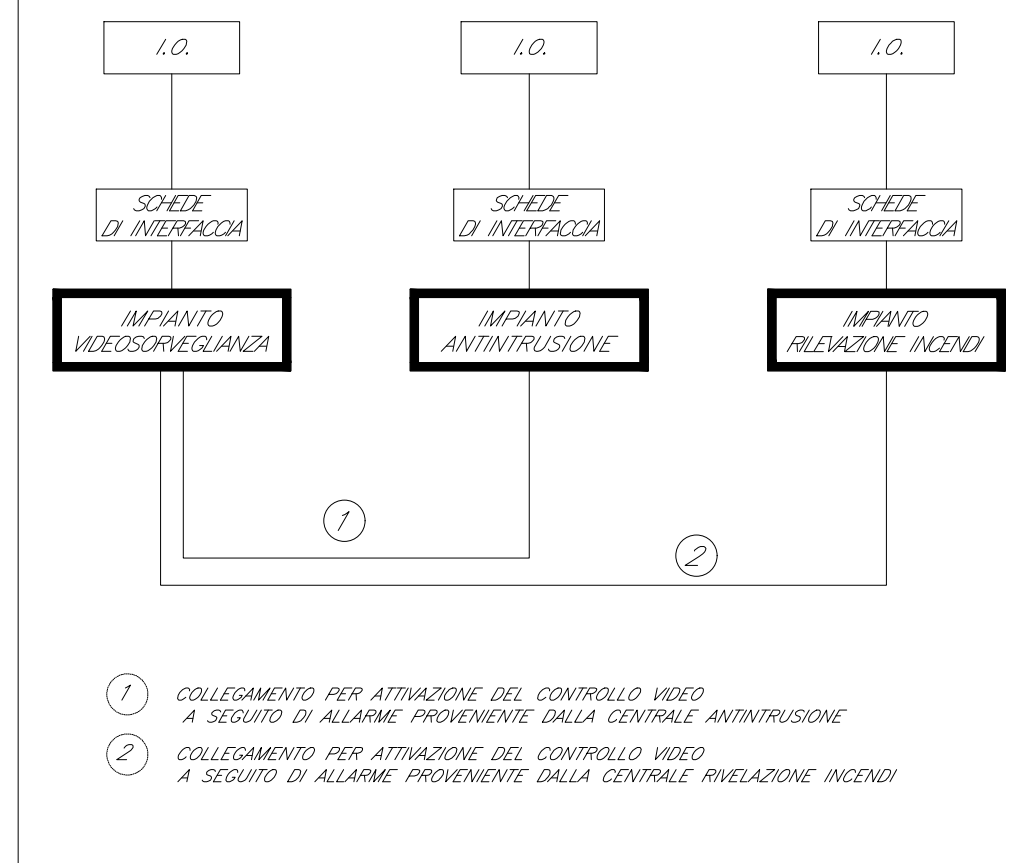 I.O.
I.O.
I.O.
SCHEDE
DI INTERFACCIA
SCHEDE
DI INTERFACCIA
SCHEDE
DI INTERFACCIA
IMPIANTO
VIDEOSORVEGLIANZA
IMPIANTO
ANTINTRUSIONE
IMPIANTO
RILEVAZIONE INCENDI
1
2
1 COLLEGAMENTO PER ATTIVAZIONE DEL CONTROLLO VIDEO
A SEGUITO DI ALLARME PROVENIENTE DALLA CENTRALE ANTINTRUSIONE
2 COLLEGAMENTO PER ATTIVAZIONE DEL CONTROLLO VIDEO
A SEGUITO DI ALLARME PROVENIENTE DALLA CENTRALE RIVELAZIONE INCENDI